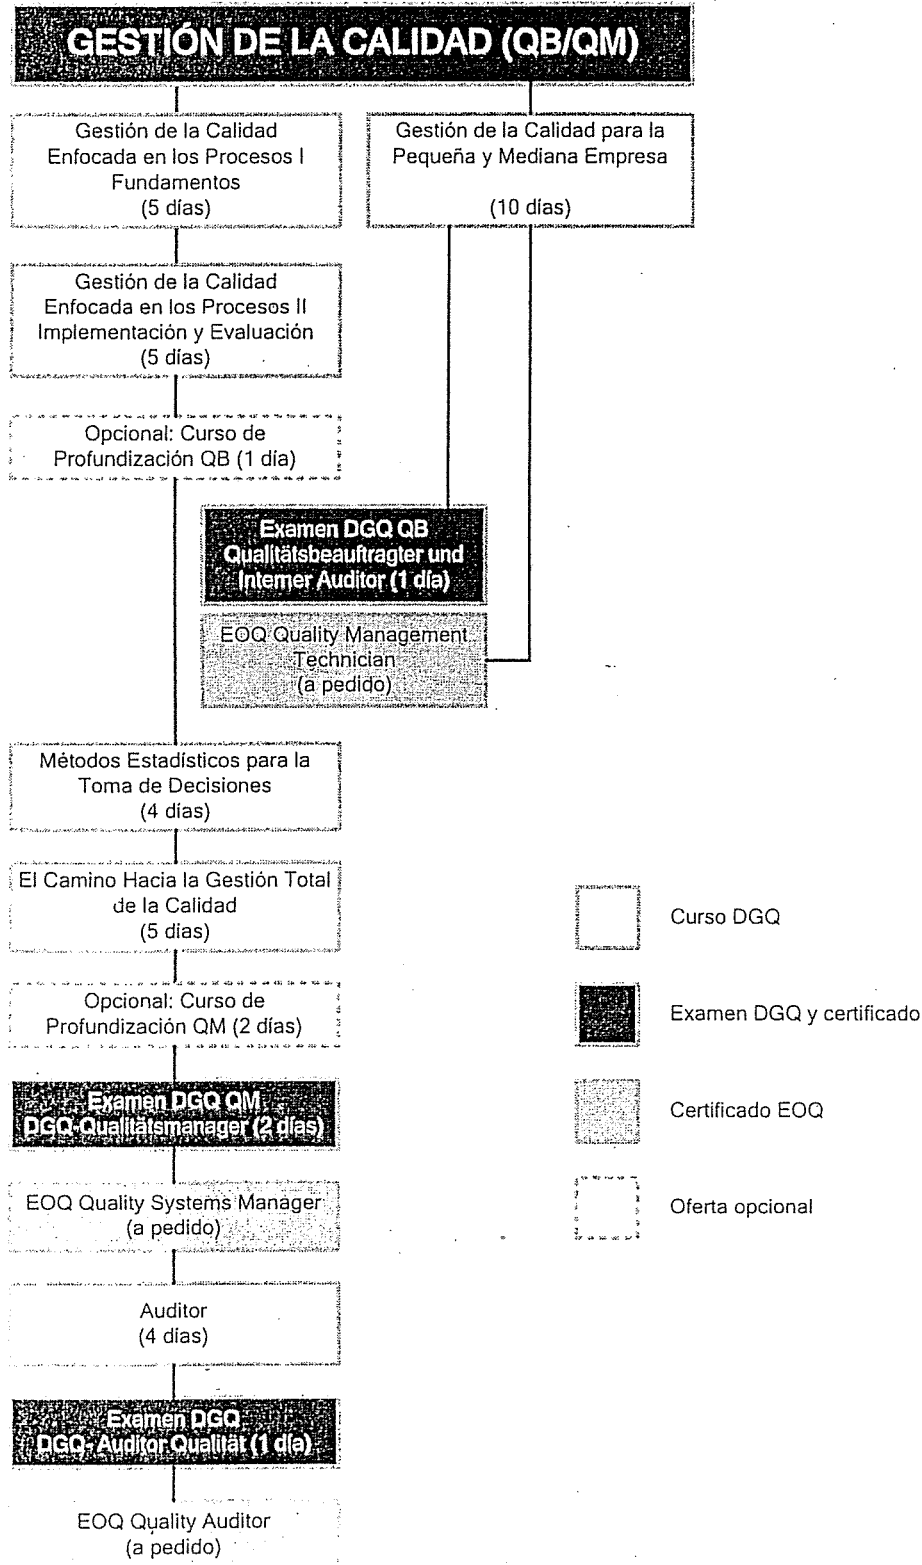 GESTIÓN DE LA CALIDAD (QB/QM)
Gestión de la Calidad
Enfocada en los Procesos I
Fundamentos
(5 días)
Gestión de la Calidad para la
Pequeña y Mediana Empresa
(10 días)
Gestión de la Calidad
Enfocada en los Procesos II
Implementación y Evaluación
(5 días)
Opcional: Curso de
Profundización QB (1 día)
Examen DGQ QB
Qualitätsbeauftragter und
Interner Auditor (1 día)
EOQ Quality Management
Technician
(a pedido)
Métodos Estadísticos para la
Toma de Decisiones
(4 días)
El Camino Hacia la Gestión Total
de la Calidad
(5 días)
Opcional: Curso de
Profundización QM (2 días)
Examen DGQ QM
DGQ-Qualitätsmanager (2 días)
EOQ Quality Systems Manager
(a pedido)
Auditor
(4 días)
Examen DGQ
DGQ-Auditor Qualität (1 día)
EOQ Quality Auditor
(a pedido)
Curso DGQ
Examen DGQ y certificado
Certificado EOQ
Oferta opcional